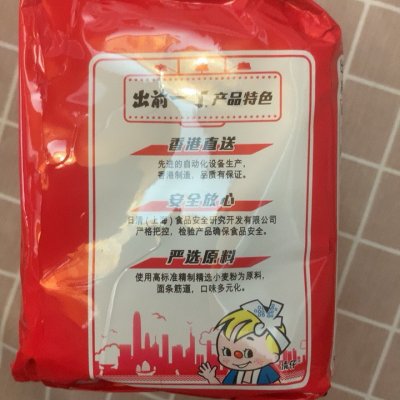 出前一丁产品特色
香港直送
先进的自动化设备生产，
香港制造，品质有保证。
安全放心
日清（上海）食品安全研究开发有限公司
严格把控，检验产品确保食品安全。
严选原料
使用高标准精制精选小麦粉为原料，
面条筋道，口味多元化。
清仔